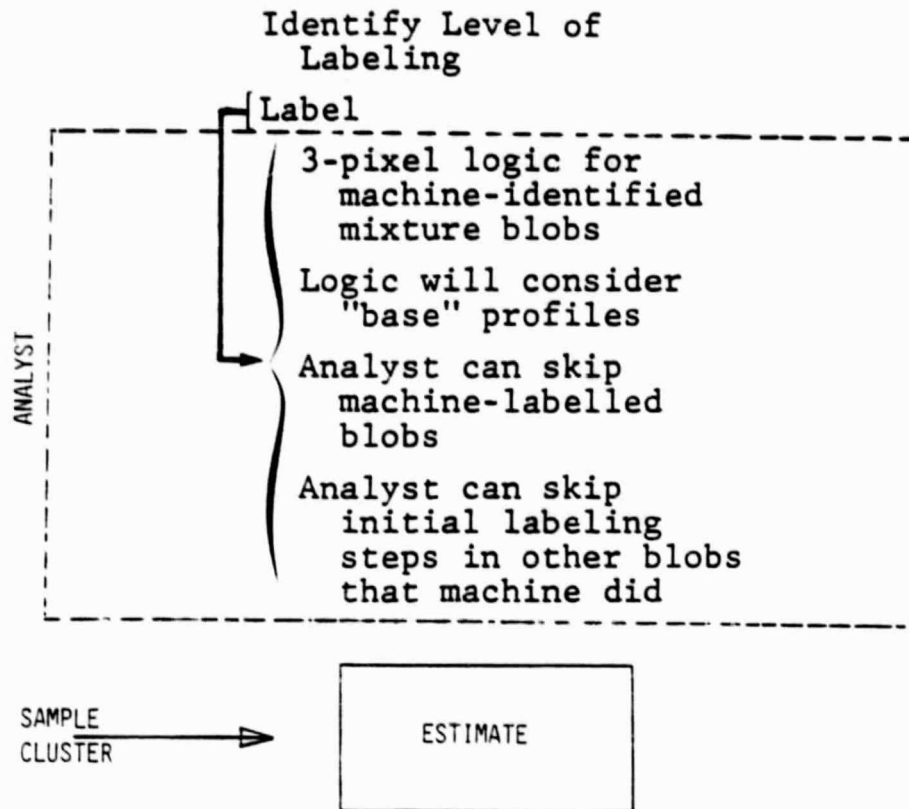 Identify Level of
Labeling
Label
3-pixel logic for
machine-identified
mixture blobs
Logic will consider
"base" profiles
Analyst can skip
machine-labelled
blobs
Analyst can skip
initial labeling
steps in other blobs
that machine did
ANALYST
SAMPLE
CLUSTER
ESTIMATE